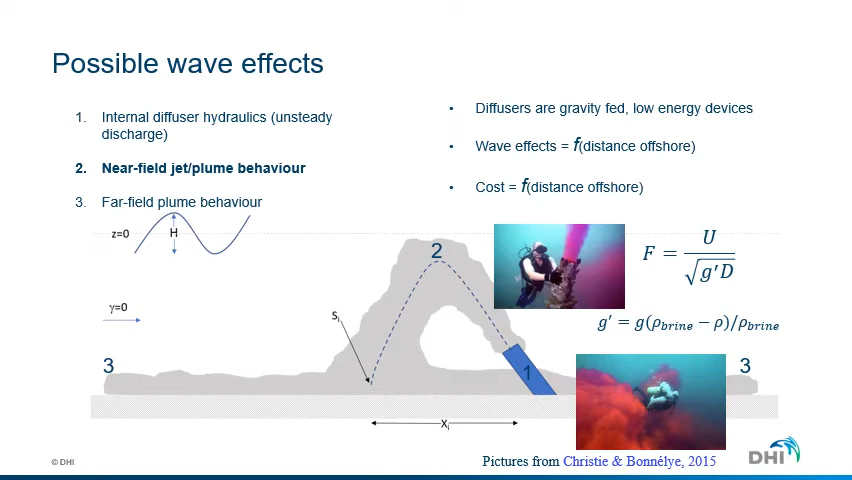 Possible wave effects
1. Internal diffuser hydraulics (unsteady
discharge)
2. Near-field jet/plume behaviour
3. Far-field plume behaviour
• Diffusers are gravity fed, low energy devices
• Wave effects = f(distance offshore)
• Cost = f(distance offshore)
z=0
H
γ=0
Sᵢ
2
1
3
3
Xᵢ
F = U / √(g′D)
g′ = g(ρ_brine − ρ)/ρ_brine
Pictures from Christie & Bonnélye, 2015
© DHI
DHI